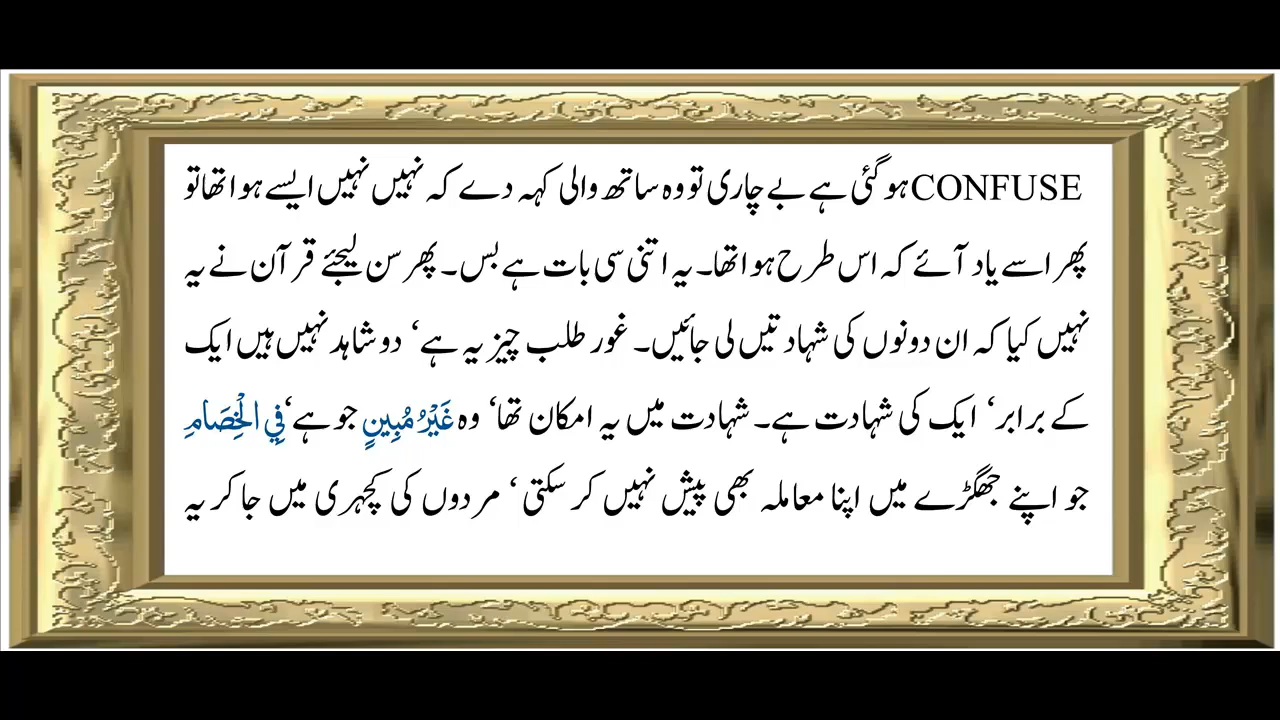 CONFUSE ہو گئی ہے بے چاری تو وہ ساتھ والی کہہ دے کہ نہیں نہیں ایسے ہوا تھا تو
پھر اسے یاد آئے کہ اس طرح ہوا تھا۔ یہ اتنی سی بات ہے بس۔ پھر سن لیجئے قرآن نے یہ
نہیں کیا کہ ان دونوں کی شہادتیں لی جائیں۔ غور طلب چیز یہ ہے‘ دو شاہد نہیں ہیں ایک
کے برابر‘ ایک کی شہادت ہے۔ شہادت میں یہ امکان تھا‘ وہ غَيْرُ مُبِينٍ جو ہے‘ فِي الْخِصَامِ
جو اپنے جھگڑے میں اپنا معاملہ بھی پیش نہیں کر سکتی‘ مردوں کی کچہری میں جا کر یہ